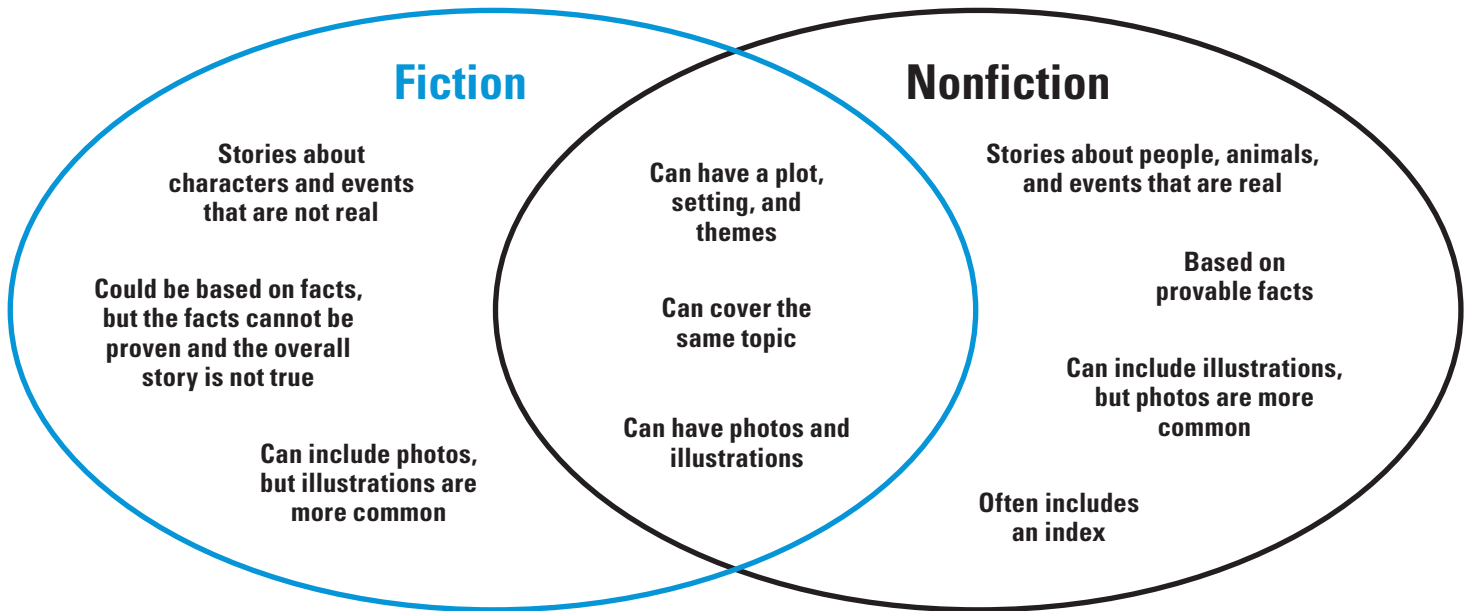 Fiction
Stories about
characters and events
that are not real
Could be based on facts,
but the facts cannot be
proven and the overall
story is not true
Can include photos,
but illustrations are
more common
Can have a plot,
setting, and
themes
Can cover the
same topic
Can have photos and
illustrations
Nonfiction
Stories about people, animals,
and events that are real
Based on
provable facts
Can include illustrations,
but photos are more
common
Often includes
an index